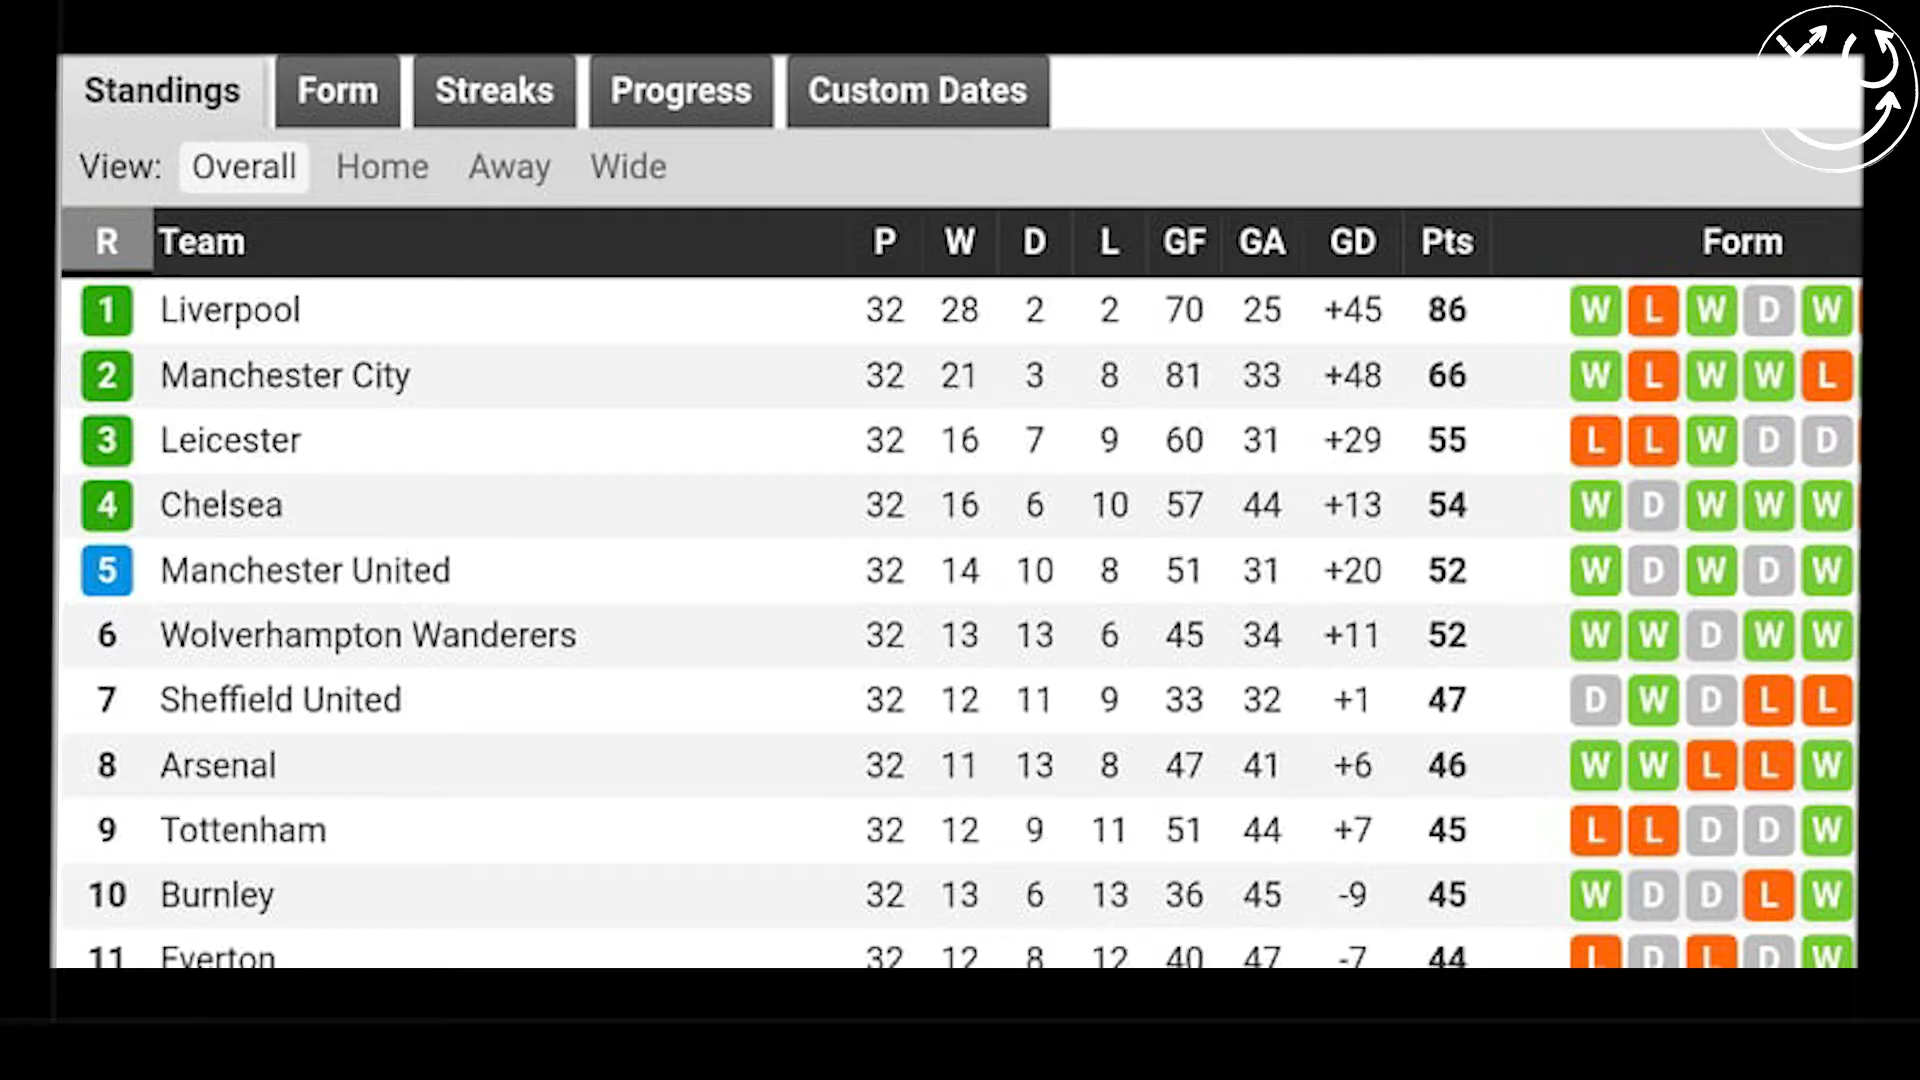 Standings Form Streaks Progress Custom Dates
View: Overall Home Away Wide
R Team P W D L GF GA GD Pts Form
1 Liverpool 32 28 2 2 70 25 +45 86 W L W D W
2 Manchester City 32 21 3 8 81 33 +48 66 W L W W L
3 Leicester 32 16 7 9 60 31 +29 55 L L W D D
4 Chelsea 32 16 6 10 57 44 +13 54 W D W W W
5 Manchester United 32 14 10 8 51 31 +20 52 W D W D W
6 Wolverhampton Wanderers 32 13 13 6 45 34 +11 52 W W D W W
7 Sheffield United 32 12 11 9 33 32 +1 47 D W D L L
8 Arsenal 32 11 13 8 47 41 +6 46 W W L L W
9 Tottenham 32 12 9 11 51 44 +7 45 L L D D W
10 Burnley 32 13 6 13 36 45 -9 45 W D D L W
11 Everton 32 12 8 12 40 47 -7 44 L D L D W